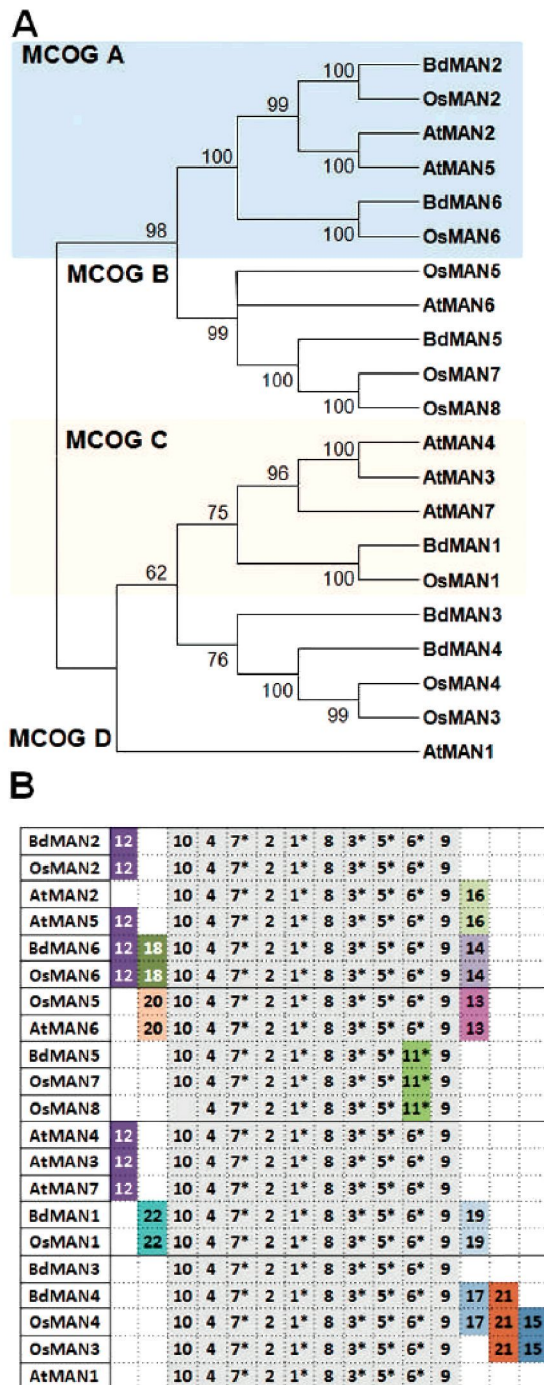 A
MCOG A
100
BdMAN2
OsMAN2
99
AtMAN2
100
AtMAN5
100
BdMAN6
100
OsMAN6
98
MCOG B
OsMAN5
AtMAN6
99
BdMAN5
100
OsMAN7
100
OsMAN8
MCOG C
100
AtMAN4
96
AtMAN3
75
AtMAN7
BdMAN1
100
OsMAN1
62
BdMAN3
76
BdMAN4
100
OsMAN4
99
OsMAN3
MCOG D
AtMAN1
B
BdMAN2 12 10 4 7* 2 1* 8 3* 5* 6* 9
OsMAN2 12 10 4 7* 2 1* 8 3* 5* 6* 9
AtMAN2 10 4 7* 2 1* 8 3* 5* 6* 9 16
AtMAN5 12 10 4 7* 2 1* 8 3* 5* 6* 9 16
BdMAN6 12 18 10 4 7* 2 1* 8 3* 5* 6* 9 14
OsMAN6 12 18 10 4 7* 2 1* 8 3* 5* 6* 9 14
OsMAN5 20 10 4 7* 2 1* 8 3* 5* 6* 9 13
AtMAN6 20 10 4 7* 2 1* 8 3* 5* 6* 9 13
BdMAN5 10 4 7* 2 1* 8 3* 5* 11* 9
OsMAN7 10 4 7* 2 1* 8 3* 5* 11* 9
OsMAN8 4 7* 2 1* 8 3* 5* 11* 9
AtMAN4 12 10 4 7* 2 1* 8 3* 5* 6* 9
AtMAN3 12 10 4 7* 2 1* 8 3* 5* 6* 9
AtMAN7 12 10 4 7* 2 1* 8 3* 5* 6* 9
BdMAN1 22 10 4 7* 2 1* 8 3* 5* 6* 9 19
OsMAN1 22 10 4 7* 2 1* 8 3* 5* 6* 9 19
BdMAN3 10 4 7* 2 1* 8 3* 5* 6* 9
BdMAN4 10 4 7* 2 1* 8 3* 5* 6* 9 17 21
OsMAN4 10 4 7* 2 1* 8 3* 5* 6* 9 17 21 15
OsMAN3 10 4 7* 2 1* 8 3* 5* 6* 9 21 15
AtMAN1 10 4 7* 2 1* 8 3* 5* 6* 9